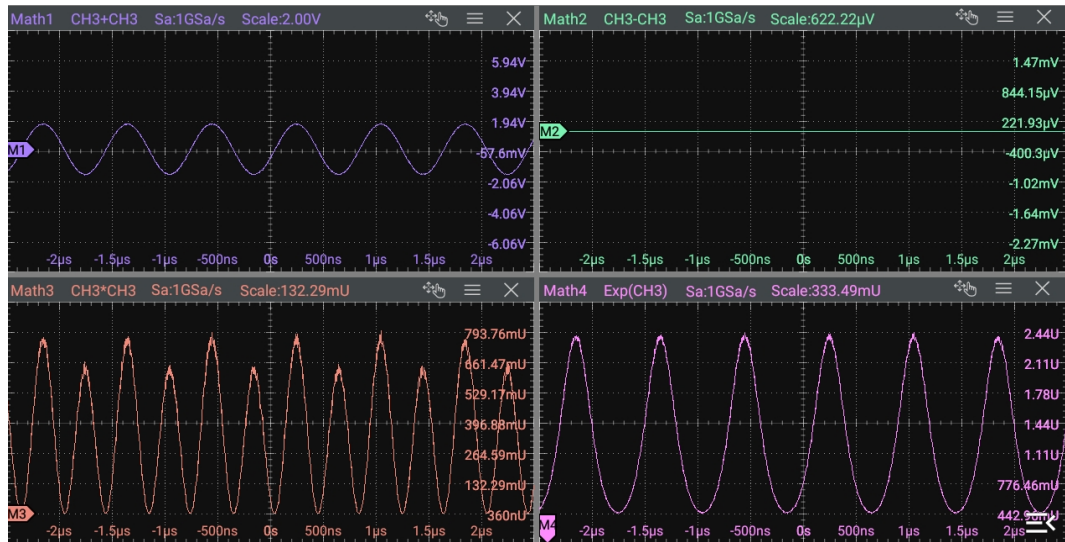 Math1 CH3+CH3 Sa:1GSa/s Scale:2.00V
5.94V
3.94V
1.94V
M1
-57.6mV
-2.06V
-4.06V
-6.06V
-2µs -1.5µs -1µs -500ns 0s 500ns 1µs 1.5µs 2µs
Math2 CH3-CH3 Sa:1GSa/s Scale:622.22µV
1.47mV
844.15µV
221.93µV
M2
-400.3µV
-1.02mV
-1.64mV
-2.27mV
-2µs -1.5µs -1µs -500ns 0s 500ns 1µs 1.5µs 2µs
Math3 CH3*CH3 Sa:1GSa/s Scale:132.29mU
793.76mU
661.47mU
529.17mU
396.88mU
264.59mU
132.29mU
M3
360nU
-2µs -1.5µs -1µs -500ns 0s 500ns 1µs 1.5µs 2µs
Math4 Exp(CH3) Sa:1GSa/s Scale:333.49mU
2.44U
2.11U
1.78U
1.44U
1.11U
776.46mU
M4
-2µs -1.5µs -1µs -500ns 0s 500ns 1µs 1.5µs 2µs